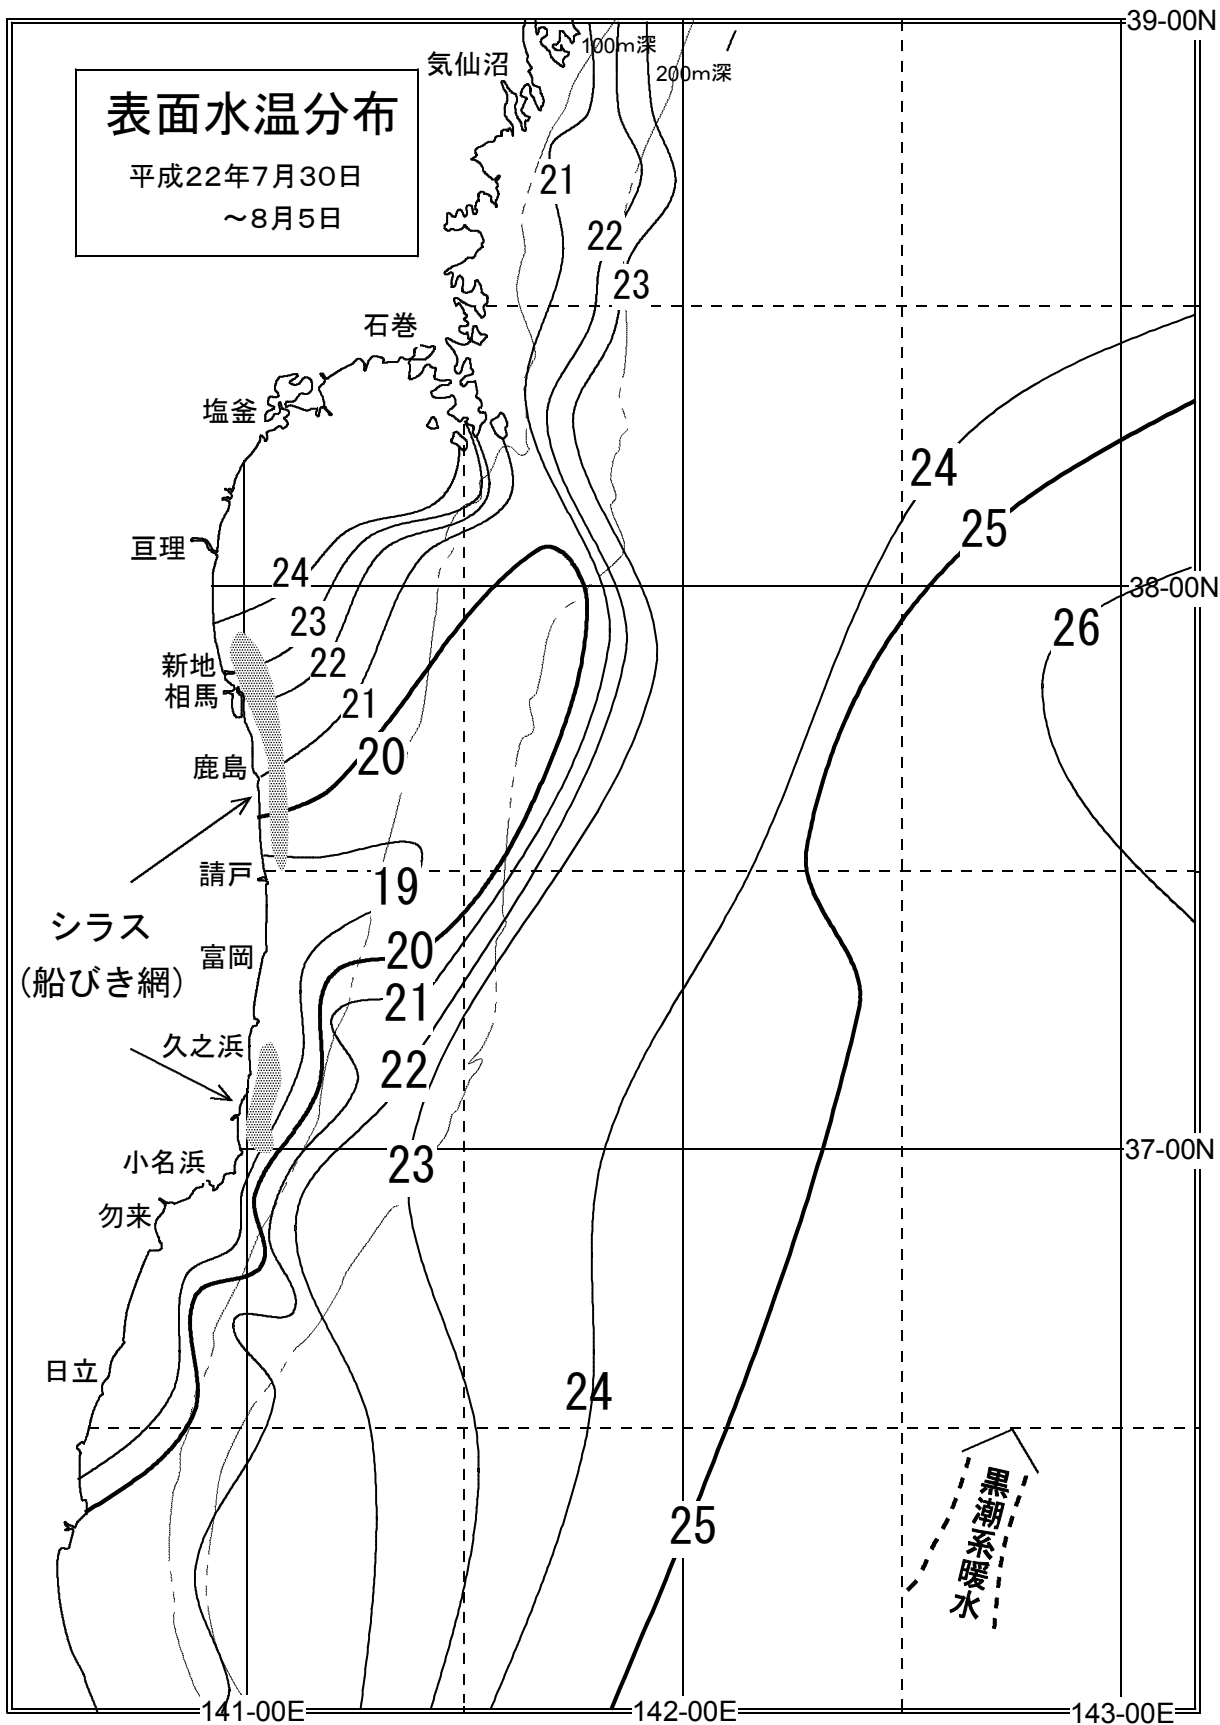 39-00N
100m深
気仙沼
200m深
表面水温分布
平成22年7月30日
～8月5日
21
22
23
石巻
塩釜
24
25
亘理
24
38-00N
23
26
新地
22
相馬
21
鹿島
20
請戸
19
シラス
(船びき網)
富岡
20
21
久之浜
22
小名浜
23
37-00N
勿来
日立
24
黒潮系暖水
25
141-00E
142-00E
143-00E